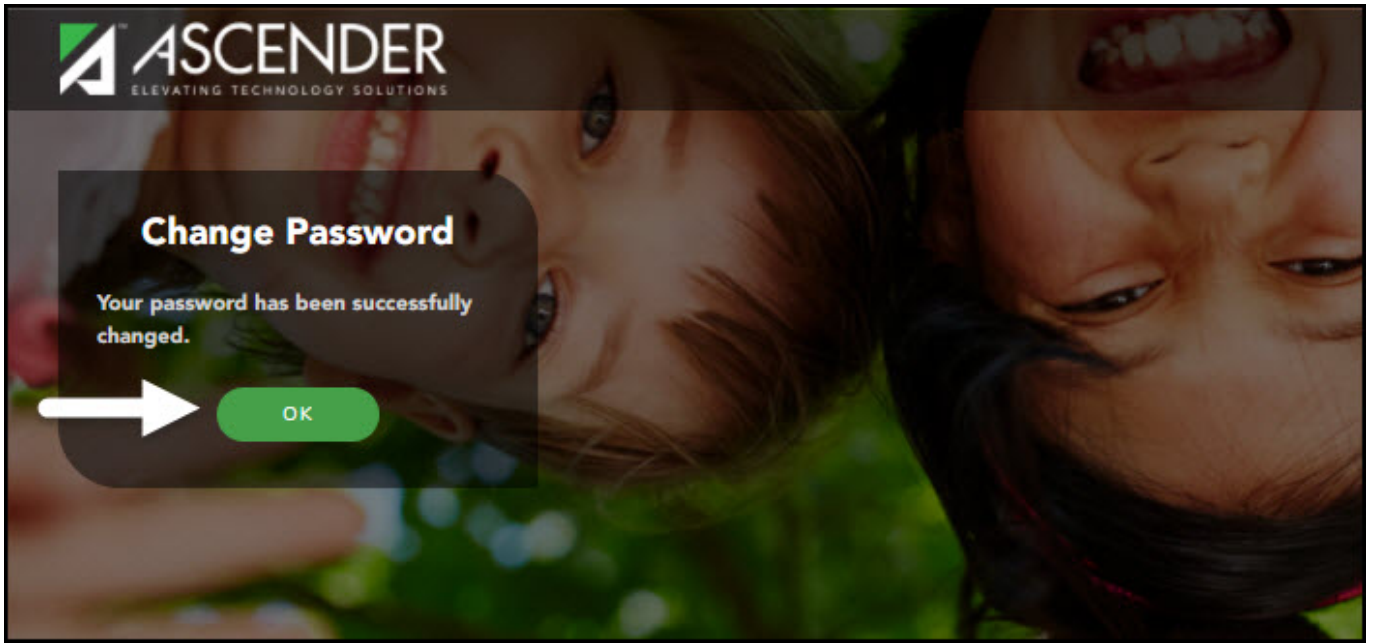 ASCENDER
ELEVATING TECHNOLOGY SOLUTIONS
Change Password
Your password has been successfully
changed.
OK